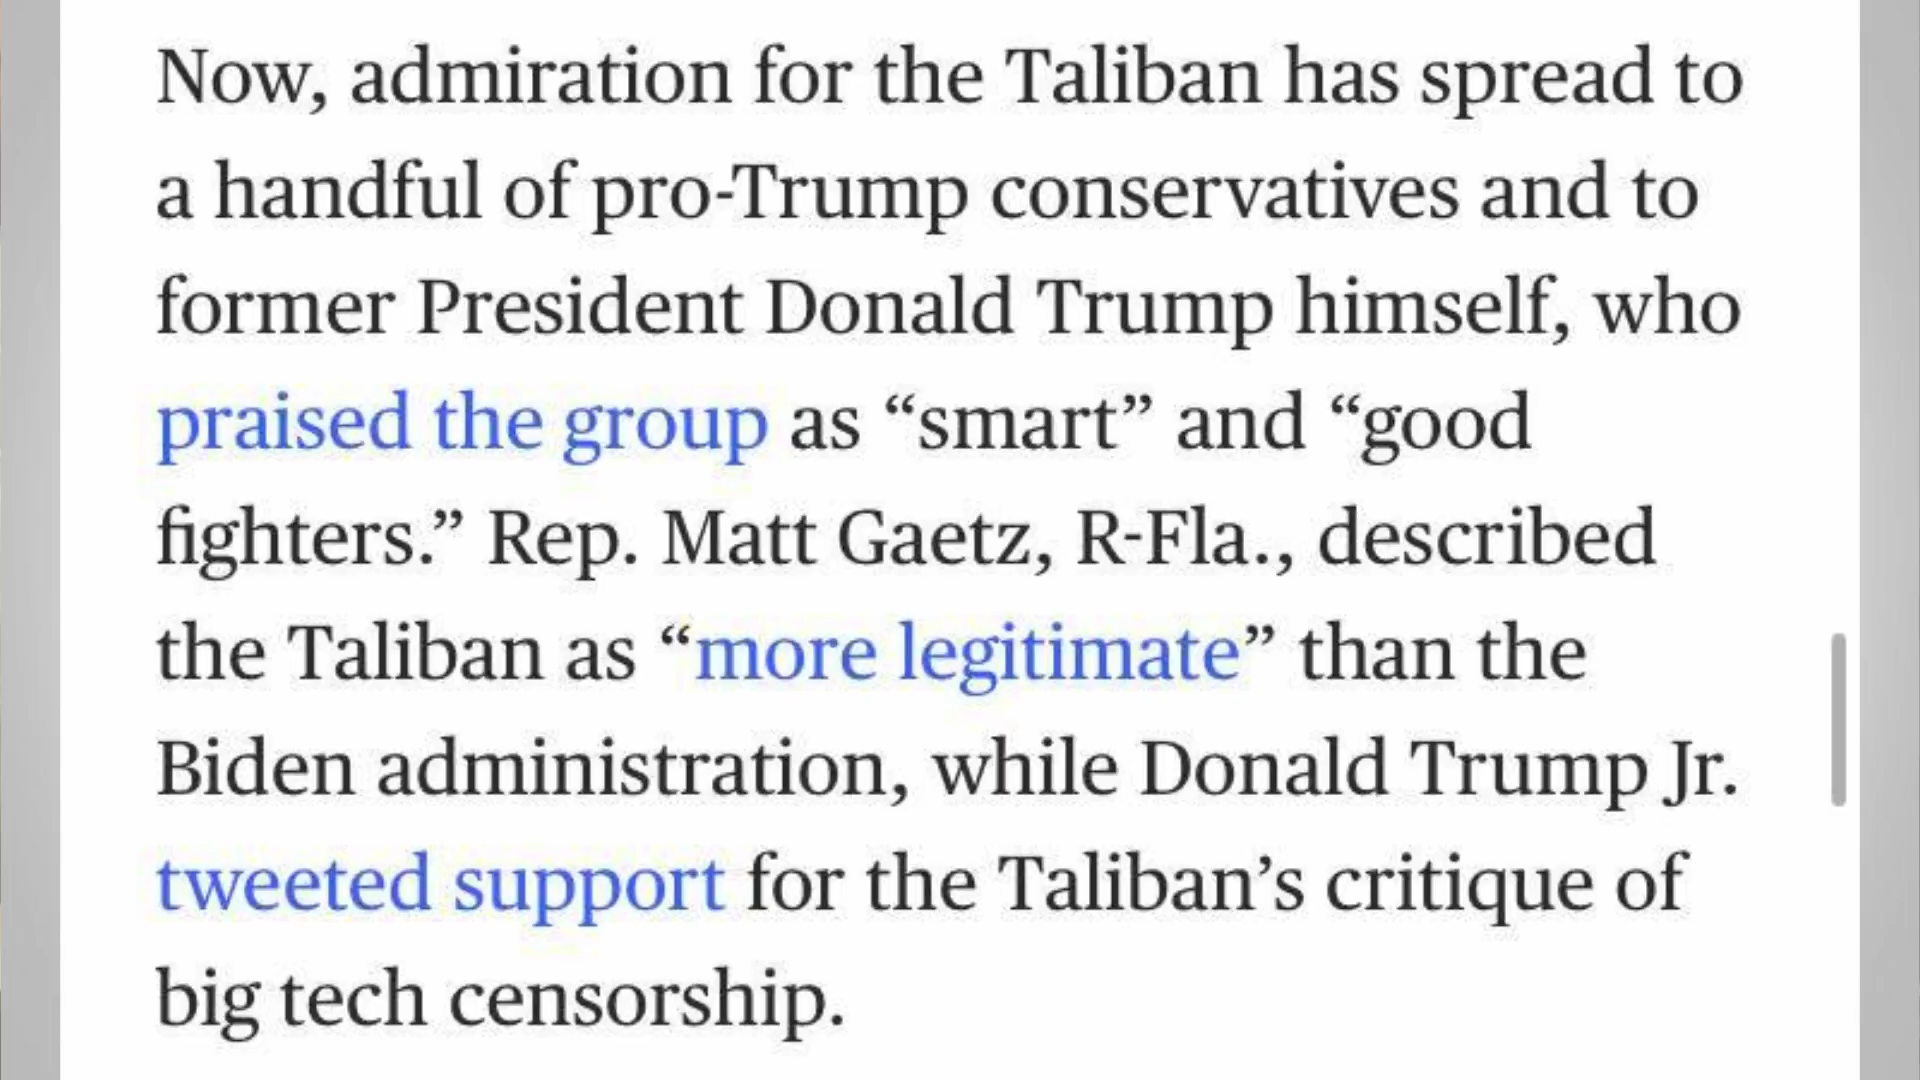 Now, admiration for the Taliban has spread to
a handful of pro-Trump conservatives and to
former President Donald Trump himself, who
praised the group as “smart” and “good
fighters.” Rep. Matt Gaetz, R-Fla., described
the Taliban as “more legitimate” than the
Biden administration, while Donald Trump Jr.
tweeted support for the Taliban’s critique of
big tech censorship.